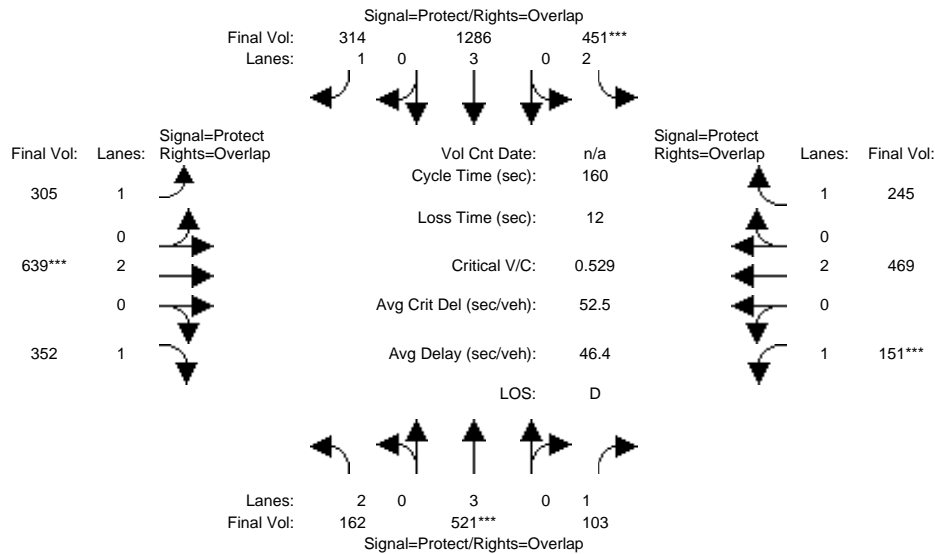 Signal=Protect/Rights=Overlap
Final Vol: 314 1286 451***
Lanes: 1 0 3 0 2
Signal=Protect
Final Vol: Lanes: Rights=Overlap
Vol Cnt Date: n/a
Signal=Protect
Rights=Overlap Lanes: Final Vol:
Cycle Time (sec): 160
305 1
1 245
Loss Time (sec): 12
0
0
639*** 2
Critical V/C: 0.529
2 469
0
Avg Crit Del (sec/veh): 52.5
0
352 1
Avg Delay (sec/veh): 46.4
1 151***
LOS: D
Lanes: 2 0 3 0 1
Final Vol: 162 521*** 103
Signal=Protect/Rights=Overlap